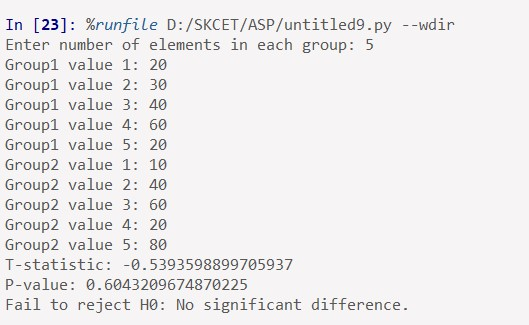 In [23]: %runfile D:/SKCET/ASP/untitled9.py --wdir
Enter number of elements in each group: 5
Group1 value 1: 20
Group1 value 2: 30
Group1 value 3: 40
Group1 value 4: 60
Group1 value 5: 20
Group2 value 1: 10
Group2 value 2: 40
Group2 value 3: 60
Group2 value 4: 20
Group2 value 5: 80
T-statistic: -0.5393598899705937
P-value: 0.6043209674870225
Fail to reject H0: No significant difference.